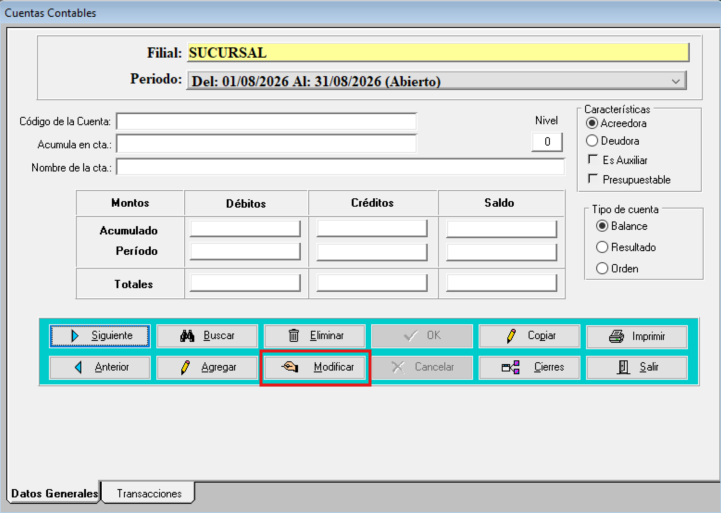 Cuentas Contables
Filial: SUCURSAL
Periodo: Del: 01/08/2026 Al: 31/08/2026 (Abierto)
Código de la Cuenta:
Nivel
Acumula en cta.:
0
Nombre de la cta.:
Características
Acreedora
Deudora
Es Auxiliar
Presupuestable
Montos Débitos Créditos Saldo
Acumulado
Período
Totales
Tipo de cuenta
Balance
Resultado
Orden
Siguiente Buscar Eliminar OK Copiar Imprimir
Anterior Agregar Modificar Cancelar Cierres Salir
Datos Generales Transacciones